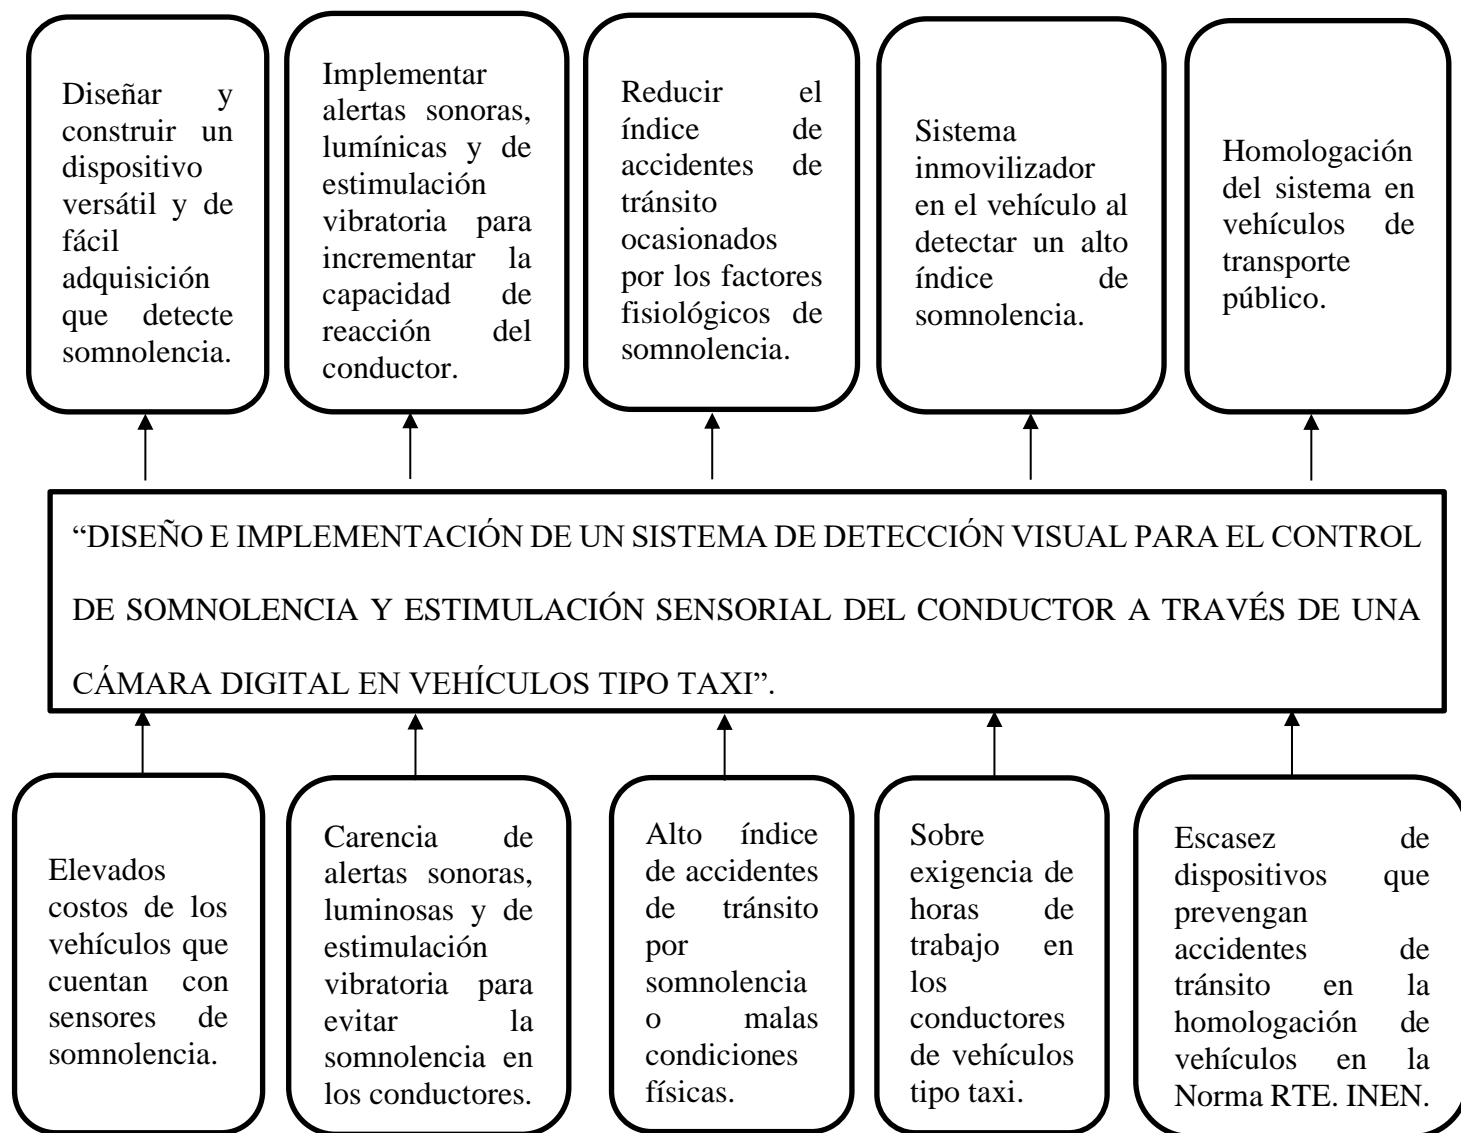 Diseñar y
construir un
dispositivo
versátil y de
fácil
adquisición
que detecte
somnolencia.
Implementar
alertas sonoras,
lumínicas y de
estimulación
vibratoria para
incrementar la
capacidad de
reacción del
conductor.
Reducir el
índice de
accidentes de
tránsito
ocasionados
por los factores
fisiológicos de
somnolencia.
Sistema
inmovilizador
en el vehículo al
detectar un alto
índice de
somnolencia.
Homologación
del sistema en
vehículos de
transporte
público.
“DISEÑO E IMPLEMENTACIÓN DE UN SISTEMA DE DETECCIÓN VISUAL PARA EL CONTROL
DE SOMNOLENCIA Y ESTIMULACIÓN SENSORIAL DEL CONDUCTOR A TRAVÉS DE UNA
CÁMARA DIGITAL EN VEHÍCULOS TIPO TAXI”.
Elevados
costos de los
vehículos que
cuentan con
sensores de
somnolencia.
Carencia de
alertas sonoras,
luminosas y de
estimulación
vibratoria para
evitar la
somnolencia en
los conductores.
Alto índice
de accidentes
de tránsito
por
somnolencia
o malas
condiciones
físicas.
Sobre
exigencia de
horas de
trabajo en
los
conductores
de vehículos
tipo taxi.
Escasez de
dispositivos que
prevengan
accidentes de
tránsito en la
homologación de
vehículos en la
Norma RTE. INEN.